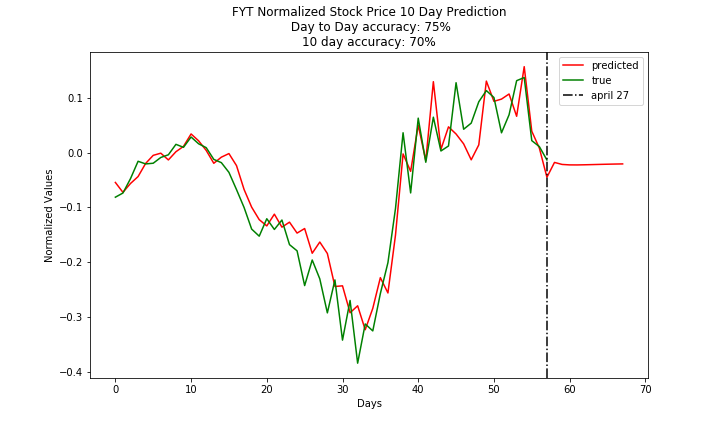 FYT Normalized Stock Price 10 Day Prediction
Day to Day accuracy: 75%
10 day accuracy: 70%
predicted
true
april 27
Normalized Values
0.1
0.0
−0.1
−0.2
−0.3
−0.4
0 10 20 30 40 50 60 70
Days